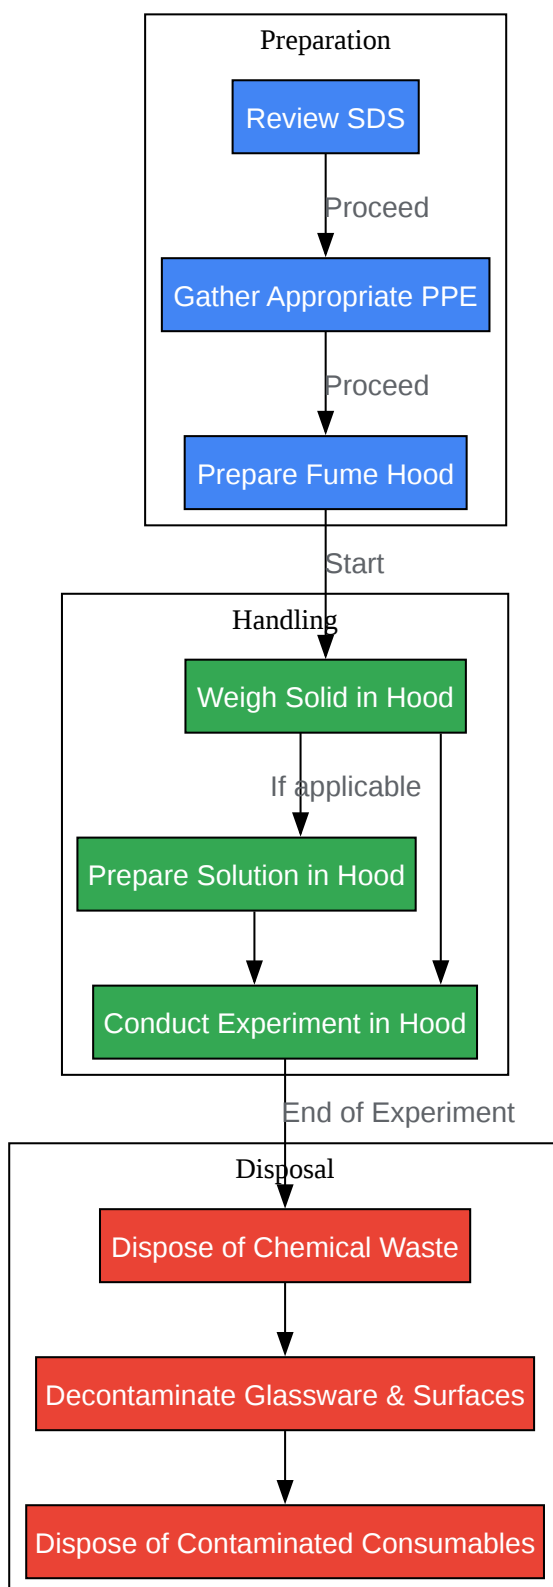 Preparation
Review SDS
Proceed
Gather Appropriate PPE
Proceed
Prepare Fume Hood
Start
Handling
Weigh Solid in Hood
If applicable
Prepare Solution in Hood
Conduct Experiment in Hood
End of Experiment
Disposal
Dispose of Chemical Waste
Decontaminate Glassware & Surfaces
Dispose of Contaminated Consumables